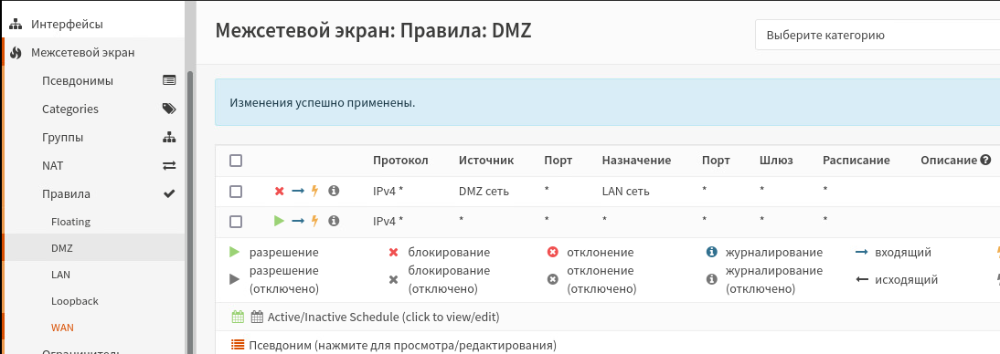 Интерфейсы
Межсетевой экран
Псевдонимы
Categories
Группы
NAT
Правила
Floating
DMZ
LAN
Loopback
WAN
Межсетевой экран: Правила: DMZ
Выберите категорию
Изменения успешно применены.
Протокол Источник Порт Назначение Порт Шлюз Расписание Описание
IPv4 * DMZ сеть * LAN сеть * * *
IPv4 * * * * * * *
разрешение блокирование отклонение журналирование входящий
разрешение (отключено) блокирование (отключено) отклонение (отключено) журналирование (отключено) исходящий
Active/Inactive Schedule (click to view/edit)
Псевдоним (нажмите для просмотра/редактирования)